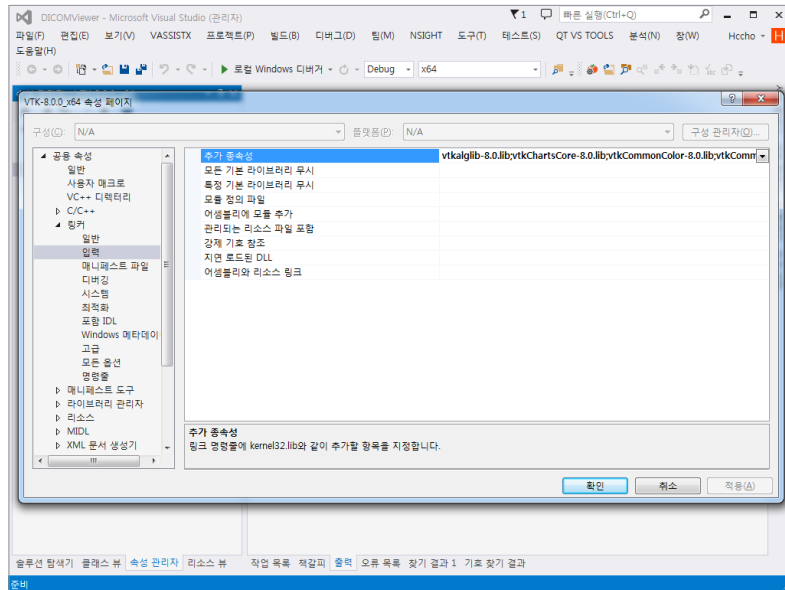 DICOMViewer - Microsoft Visual Studio (관리자)
1
빠른 실행(Ctrl+Q)
파일(F) 편집(E) 보기(V) VASSISTX 프로젝트(P) 빌드(B) 디버그(D) 팀(M) NSIGHT 도구(T) 테스트(S) QT VS TOOLS 분석(N) 창(W) Hccho H
도움말(H)
로컬 Windows 디버거 Debug x64
VTK-8.0.0_x64 속성 페이지
구성(C): N/A 플랫폼(P): N/A 구성 관리자(O)...
공용 속성
일반
사용자 매크로
VC++ 디렉터리
C/C++
링커
일반
입력
매니페스트 파일
디버깅
시스템
최적화
포함 IDL
Windows 메타데이
고급
모든 옵션
명령줄
매니페스트 도구
라이브러리 관리자
리소스
MIDL
XML 문서 생성기
추가 종속성 vtkalglib-8.0.lib;vtkChartsCore-8.0.lib;vtkCommonColor-8.0.lib;vtkComm
모든 기본 라이브러리 무시
특정 기본 라이브러리 무시
모듈 정의 파일
어셈블리에 모듈 추가
관리되는 리소스 파일 포함
강제 기호 참조
지연 로드된 DLL
어셈블리와 리소스 링크
추가 종속성
링크 명령줄에 kernel32.lib와 같이 추가할 항목을 지정합니다.
확인 취소 적용(A)
솔루션 탐색기 클래스 뷰 속성 관리자 리소스 뷰 작업 목록 책갈피 출력 오류 목록 찾기 결과 1 기호 찾기 결과
준비